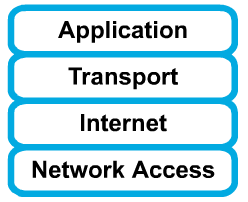 Application
Transport
Internet
Network Access